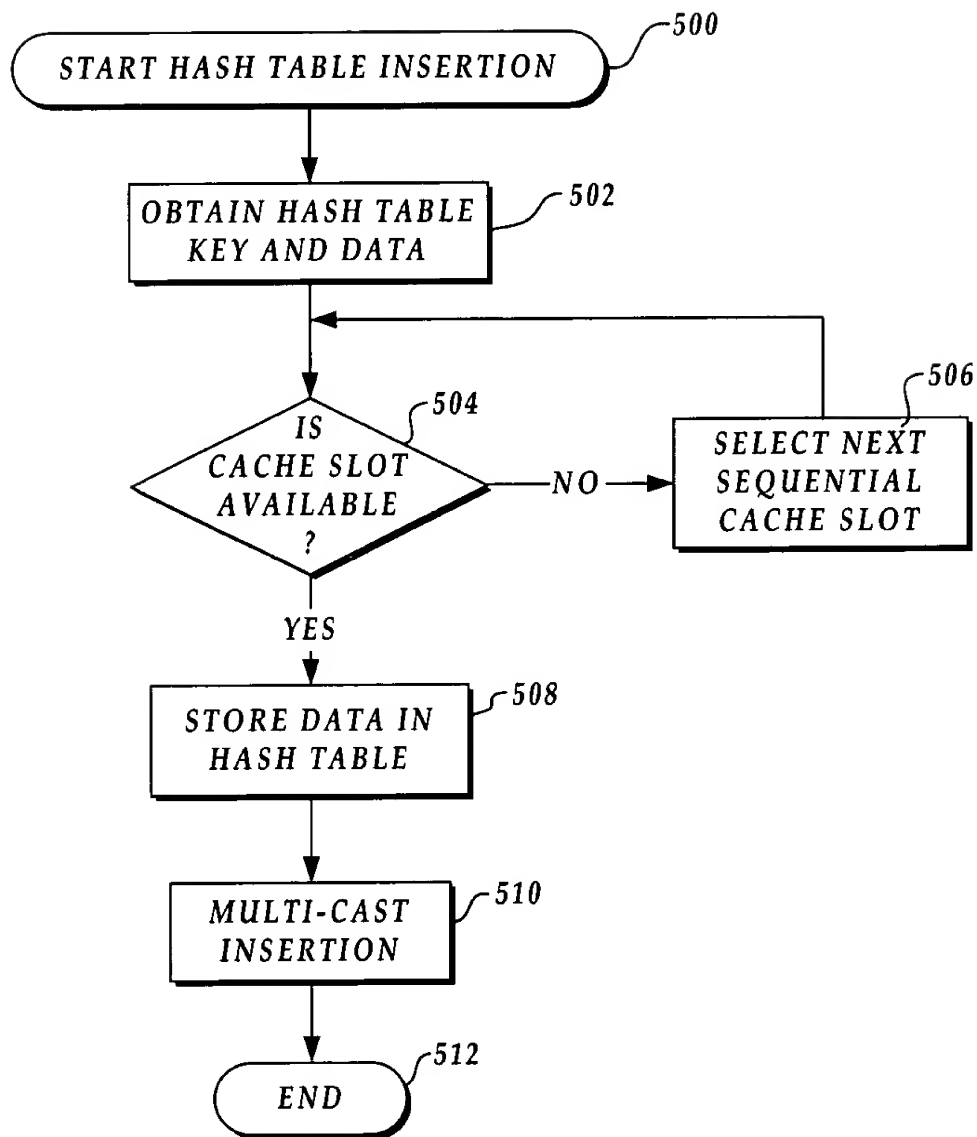 500
START HASH TABLE INSERTION
502
OBTAIN HASH TABLE
KEY AND DATA
504
IS
CACHE SLOT
AVAILABLE
?
NO
506
SELECT NEXT
SEQUENTIAL
CACHE SLOT
YES
508
STORE DATA IN
HASH TABLE
510
MULTI-CAST
INSERTION
512
END